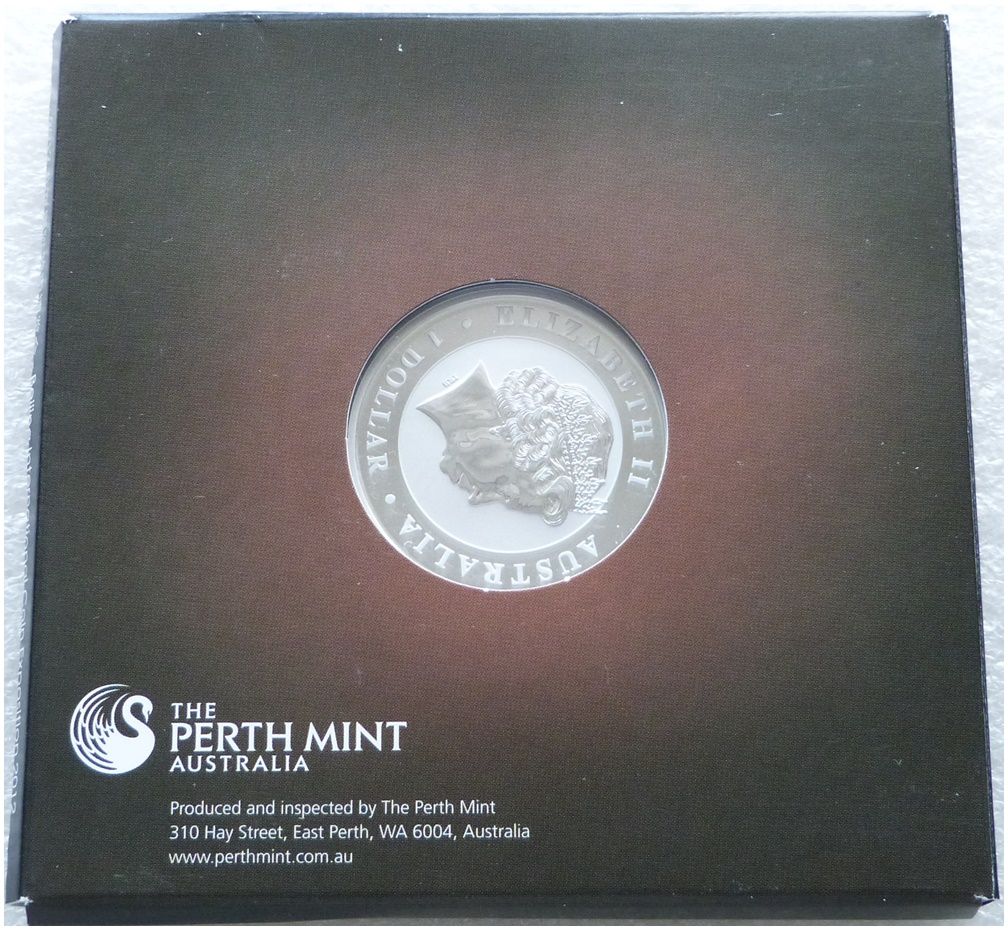 ELIZABETH II
AUSTRALIA • 1 DOLLAR •
THE
PERTH MINT
AUSTRALIA
Produced and inspected by The Perth Mint
310 Hay Street, East Perth, WA 6004, Australia
www.perthmint.com.au